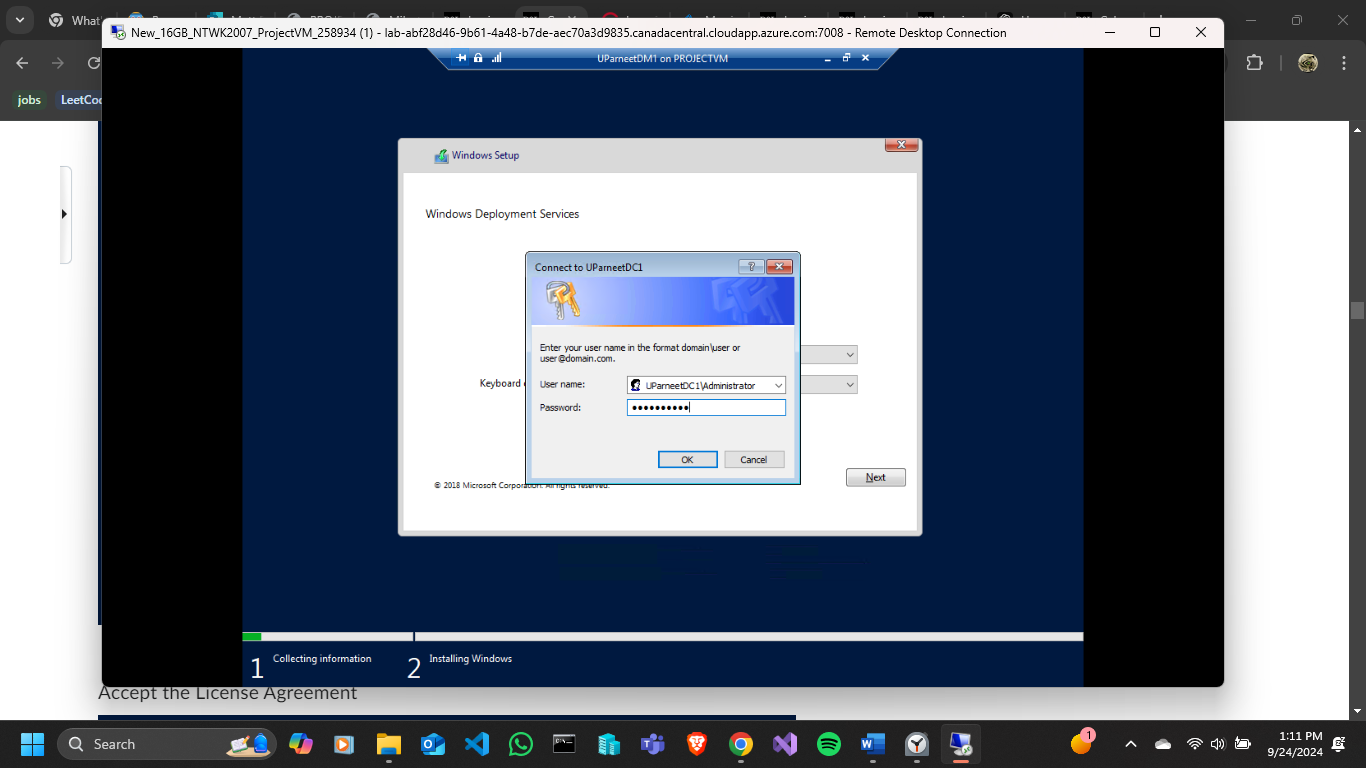 What'
New_16GB_NTWK2007_ProjectVM_258934 (1) - lab-abf28d46-9b61-4a48-b7de-aec70a3d9835.canadacentral.cloudapp.azure.com:7008 - Remote Desktop Connection
UParneetDM1 on PROJECTVM
jobs
LeetCo
Windows Setup
Windows Deployment Services
Connect to UParneetDC1
Enter your user name in the format domain\user or
user@domain.com.
Keyboard
User name:
UParneetDC1\Administrator
Password:
OK
Cancel
© 2018 Microsoft Corporation. All rights reserved.
Next
1 Collecting information
2 Installing Windows
Accept the License Agreement
Search
1
1:11 PM
9/24/2024